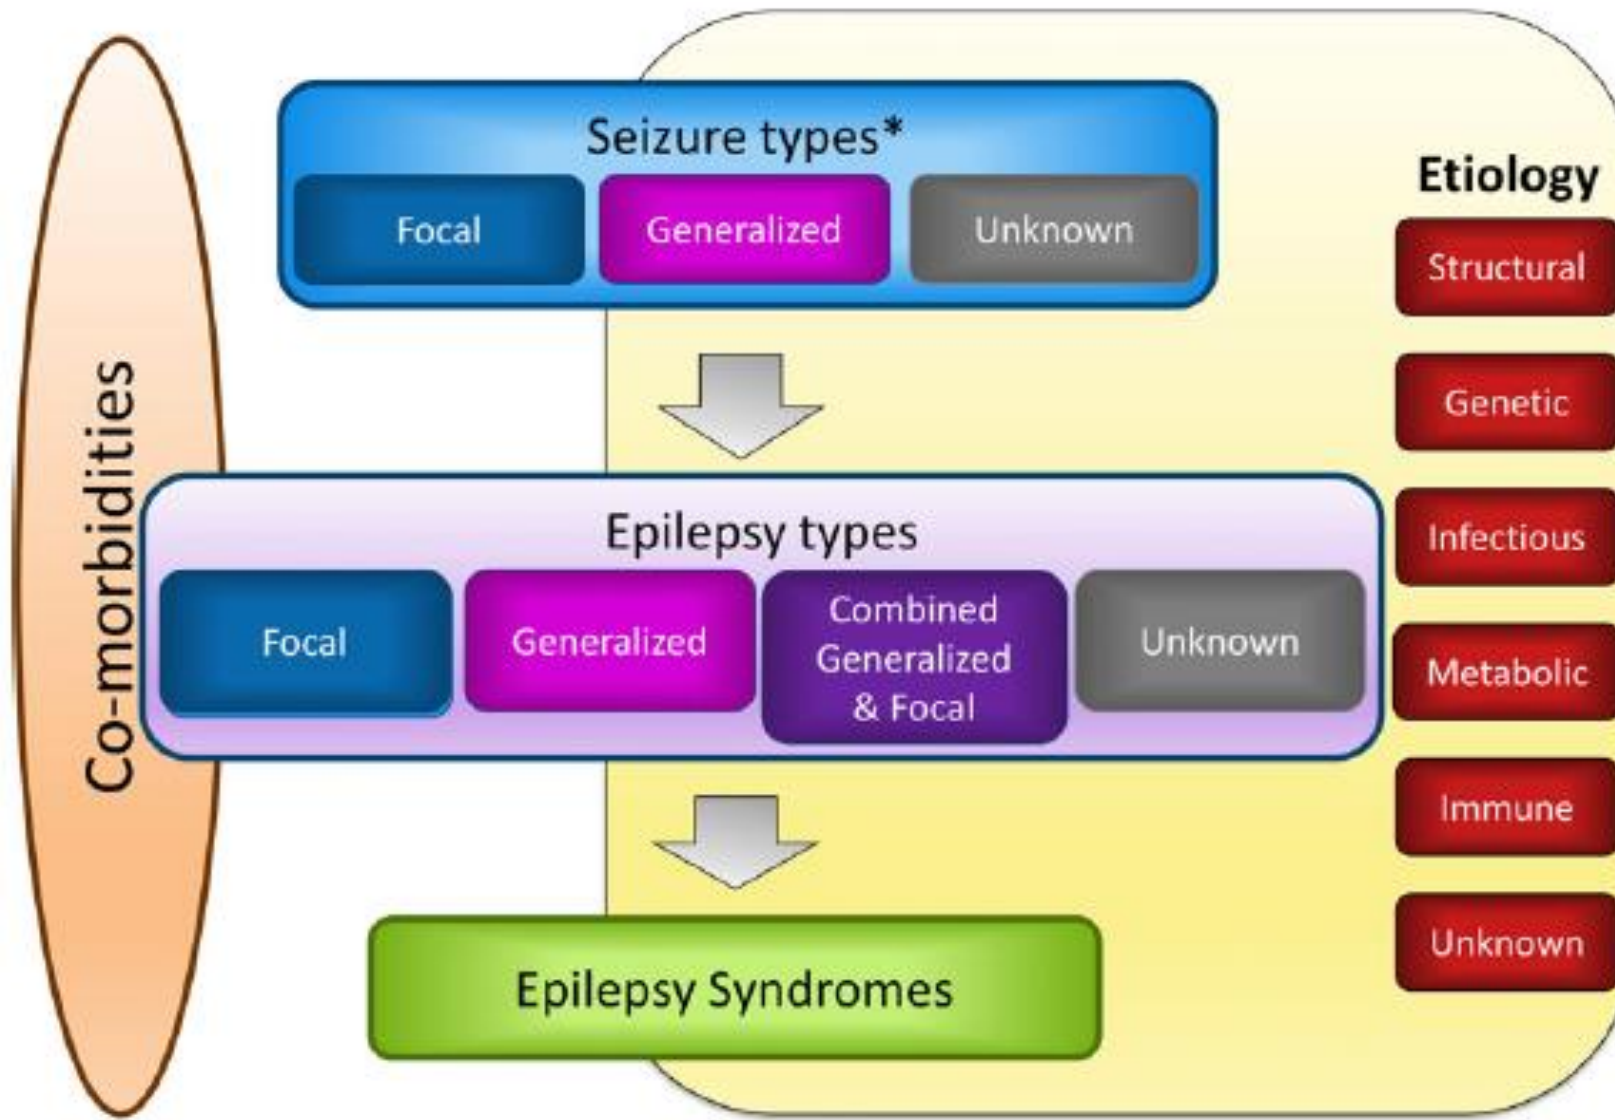 Co-morbidities
Seizure types*
Focal
Generalized
Unknown
Epilepsy types
Focal
Generalized
Combined
Generalized
& Focal
Unknown
Epilepsy Syndromes
Etiology
Structural
Genetic
Infectious
Metabolic
Immune
Unknown